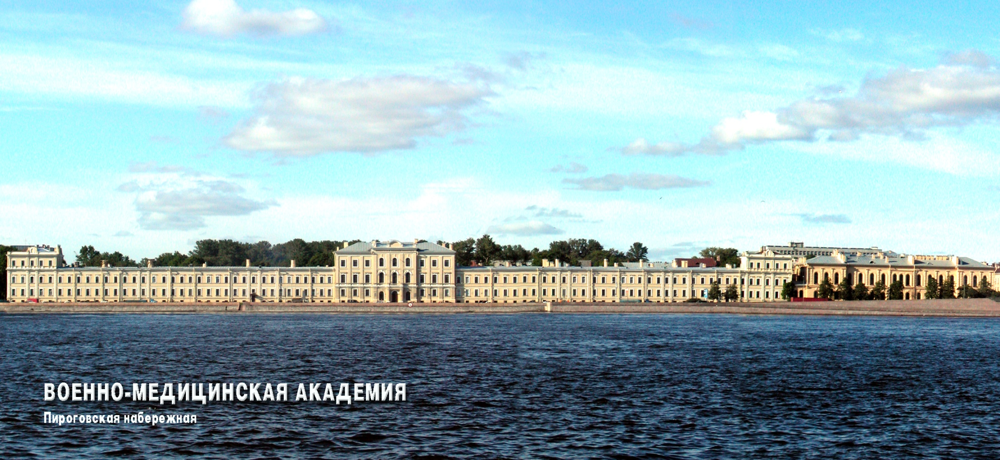 ВОЕННО-МЕДИЦИНСКАЯ АКАДЕМИЯ
Пироговская набережная